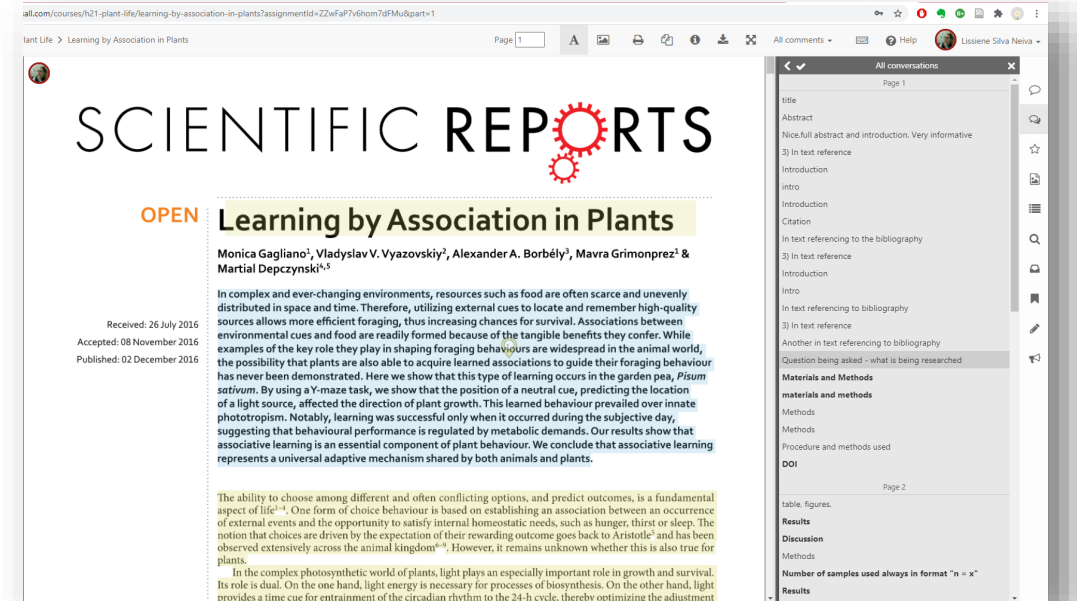 all.com/courses/h21-plant-life/learning-by-association-in-plants?assignmentId=ZZwFaP7v6hom7dFMu&part=1
lant Life > Learning by Association in Plants
Page 1
A
All comments
Help
Lissiene Silva Neiva
SCIENTIFIC REPORTS
OPEN
Learning by Association in Plants
Monica Gagliano1, Vladyslav V. Vyazovskiy2, Alexander A. Borbély3, Mavra Grimonprez1 &
Martial Depczynski4,5
Received: 26 July 2016
Accepted: 08 November 2016
Published: 02 December 2016
In complex and ever-changing environments, resources such as food are often scarce and unevenly
distributed in space and time. Therefore, utilizing external cues to locate and remember high-quality
sources allows more efficient foraging, thus increasing chances for survival. Associations between
environmental cues and food are readily formed because of the tangible benefits they confer. While
examples of the key role they play in shaping foraging behaviours are widespread in the animal world,
the possibility that plants are also able to acquire learned associations to guide their foraging behaviour
has never been demonstrated. Here we show that this type of learning occurs in the garden pea, Pisum
sativum. By using a Y-maze task, we show that the position of a neutral cue, predicting the location
of a light source, affected the direction of plant growth. This learned behaviour prevailed over innate
phototropism. Notably, learning was successful only when it occurred during the subjective day,
suggesting that behavioural performance is regulated by metabolic demands. Our results show that
associative learning is an essential component of plant behaviour. We conclude that associative learning
represents a universal adaptive mechanism shared by both animals and plants.
The ability to choose among different and often conflicting options, and predict outcomes, is a fundamental
aspect of life1–4. One form of choice behaviour is based on establishing an association between an occurrence
of external events and the opportunity to satisfy internal homeostatic needs, such as hunger, thirst or sleep. The
notion that choices are driven by the expectation of their rewarding outcome goes back to Aristotle5 and has been
observed extensively across the animal kingdom6–9. However, it remains unknown whether this is also true for
plants.
In the complex photosynthetic world of plants, light plays an especially important role in growth and survival.
Its role is dual. On the one hand, light energy is necessary for processes of biosynthesis. On the other hand, light
provides a time cue for entrainment of the circadian rhythm to the 24-h cycle, thereby optimizing the adjustment
All conversations
Page 1
title
Abstract
Nice.full abstract and introduction. Very informative
3) In text reference
Introduction
intro
Introduction
Citation
In text referencing to the bibliography
3) In text reference
Introduction
Intro
In text referencing to bibliography
3) In text reference
Another in text referencing to bibliography
Question being asked - what is being researched
Materials and Methods
materials and methods
Methods
Methods
Procedure and methods used
DOI
Page 2
table, figures.
Results
Discussion
Methods
Number of samples used always in format "n = x"
Results